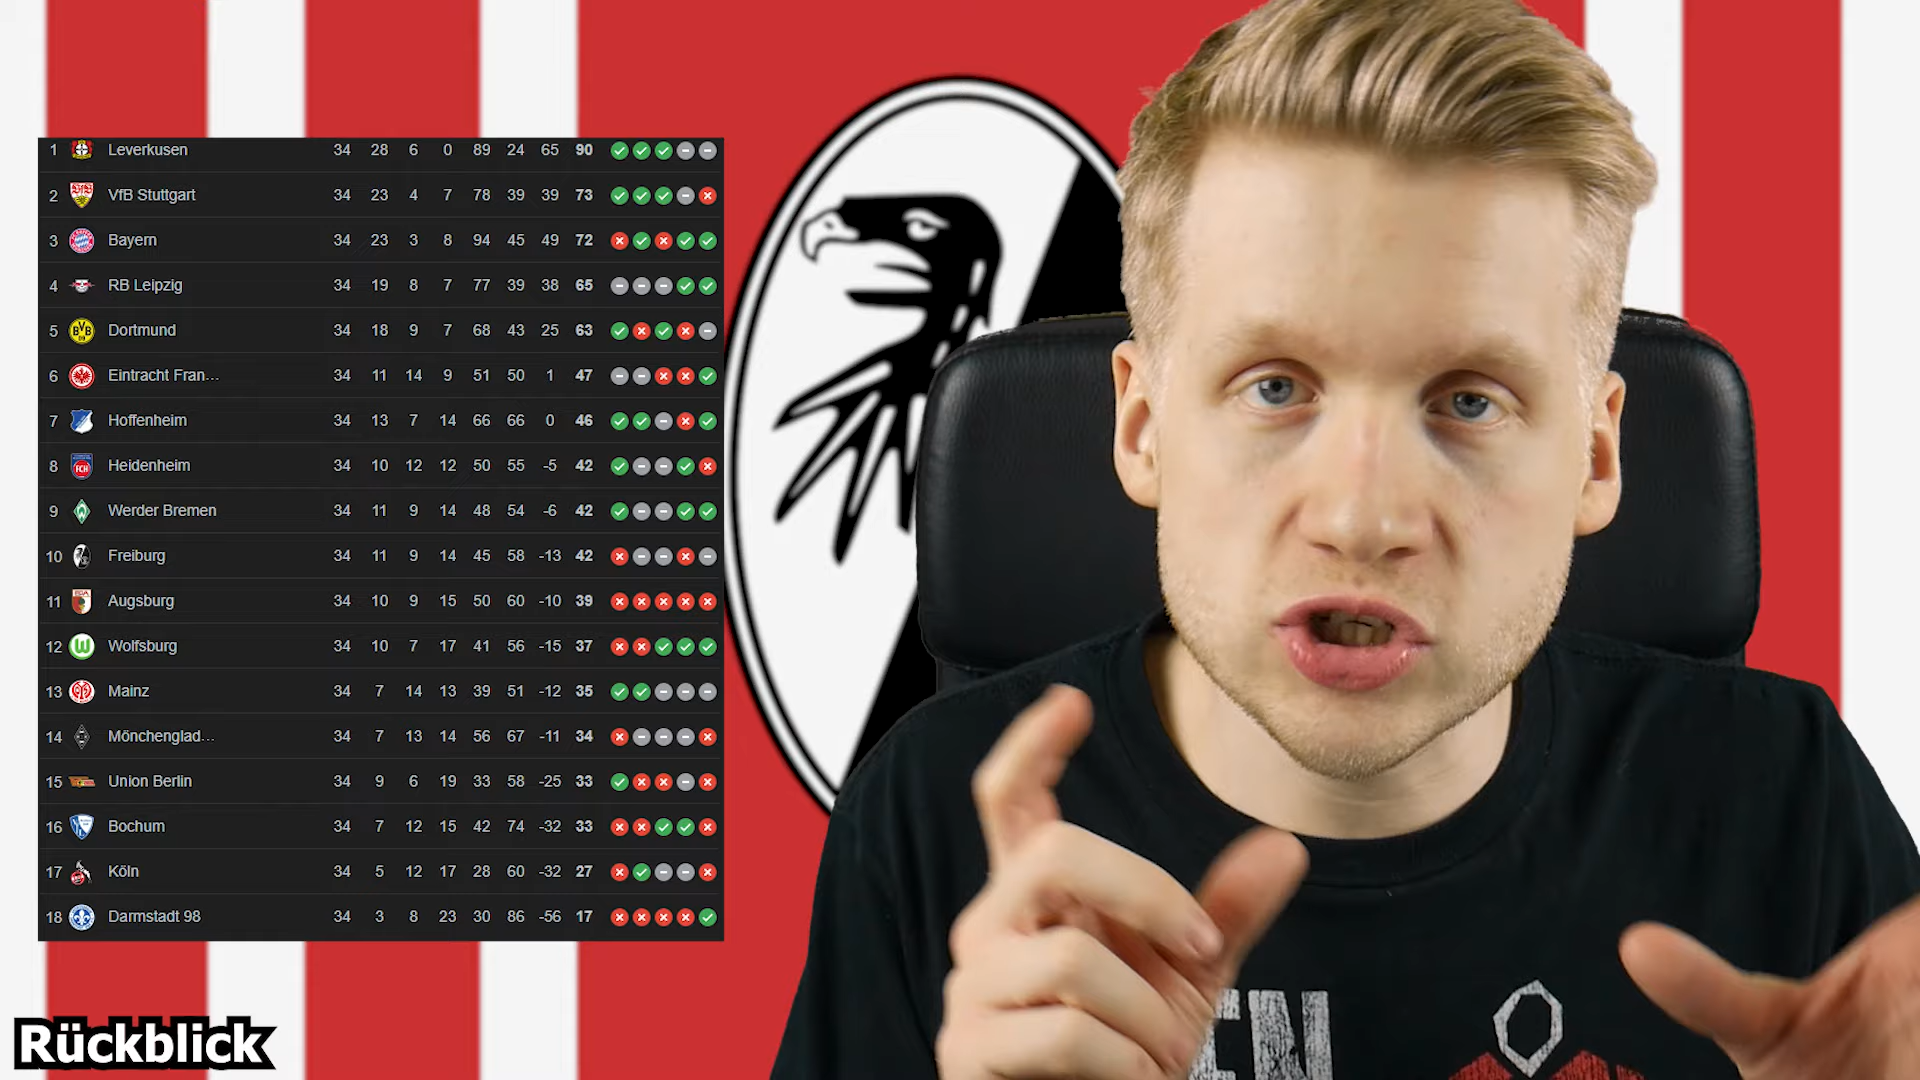 1 Leverkusen 34 28 6 0 89 24 65 90
2 VfB Stuttgart 34 23 4 7 78 39 39 73
3 Bayern 34 23 3 8 94 45 49 72
4 RB Leipzig 34 19 8 7 77 39 38 65
5 Dortmund 34 18 9 7 68 43 25 63
6 Eintracht Fran... 34 11 14 9 51 50 1 47
7 Hoffenheim 34 13 7 14 66 66 0 46
8 Heidenheim 34 10 12 12 50 55 -5 42
9 Werder Bremen 34 11 9 14 48 54 -6 42
10 Freiburg 34 11 9 14 45 58 -13 42
11 Augsburg 34 10 9 15 50 60 -10 39
12 Wolfsburg 34 10 7 17 41 56 -15 37
13 Mainz 34 7 14 13 39 51 -12 35
14 Mönchenglad... 34 7 13 14 56 67 -11 34
15 Union Berlin 34 9 6 19 33 58 -25 33
16 Bochum 34 7 12 15 42 74 -32 33
17 Köln 34 5 12 17 28 60 -32 27
18 Darmstadt 98 34 3 8 23 30 86 -56 17
Rückblick